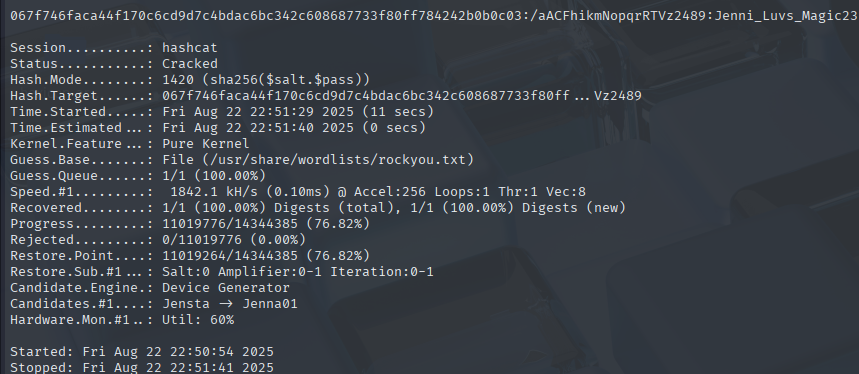 067f746faca44f170c6cd9d7c4bdac6bc342c608687733f80ff784242b0b0c03:/aACFhikmNopqrRTVz2489:Jenni_Luvs_Magic23
Session..........: hashcat
Status...........: Cracked
Hash.Mode........: 1420 (sha256($salt.$pass))
Hash.Target......: 067f746faca44f170c6cd9d7c4bdac6bc342c608687733f80ff...Vz2489
Time.Started.....: Fri Aug 22 22:51:29 2025 (11 secs)
Time.Estimated...: Fri Aug 22 22:51:40 2025 (0 secs)
Kernel.Feature...: Pure Kernel
Guess.Base.......: File (/usr/share/wordlists/rockyou.txt)
Guess.Queue......: 1/1 (100.00%)
Speed.#1.........:  1842.1 kH/s (0.10ms) @ Accel:256 Loops:1 Thr:1 Vec:8
Recovered........: 1/1 (100.00%) Digests (total), 1/1 (100.00%) Digests (new)
Progress.........: 11019776/14344385 (76.82%)
Rejected.........: 0/11019776 (0.00%)
Restore.Point....: 11019264/14344385 (76.82%)
Restore.Sub.#1...: Salt:0 Amplifier:0-1 Iteration:0-1
Candidate.Engine.: Device Generator
Candidates.#1....: Jensta -> Jenna01
Hardware.Mon.#1..: Util: 60%
Started: Fri Aug 22 22:50:54 2025
Stopped: Fri Aug 22 22:51:41 2025